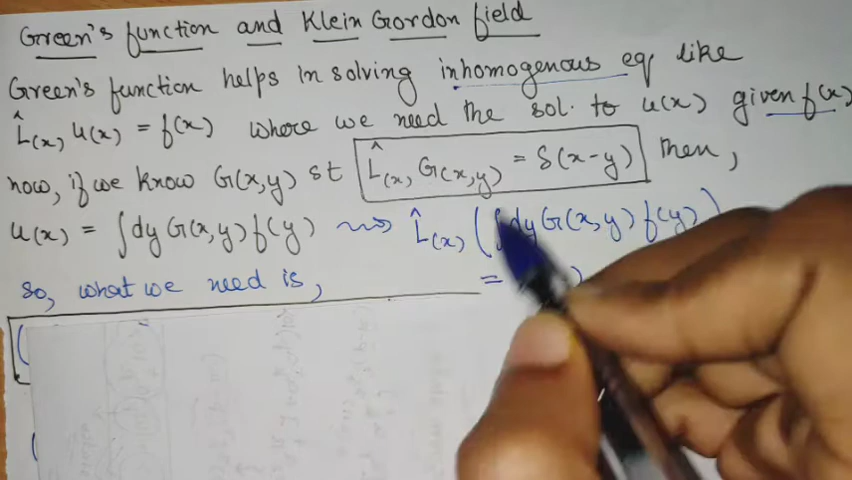 Green's function and Klein Gordon field
Green's function helps in solving inhomogenous eq like
L̂(x) u(x) = f(x) where we need the sol. to u(x) given f(x)
now, if we know G(x,y) st L̂(x) G(x,y) = δ(x-y) then,
u(x) = ∫dy G(x,y) f(y) ⇝ L̂(x) (∫dy G(x,y) f(y))
so, what we need is, =